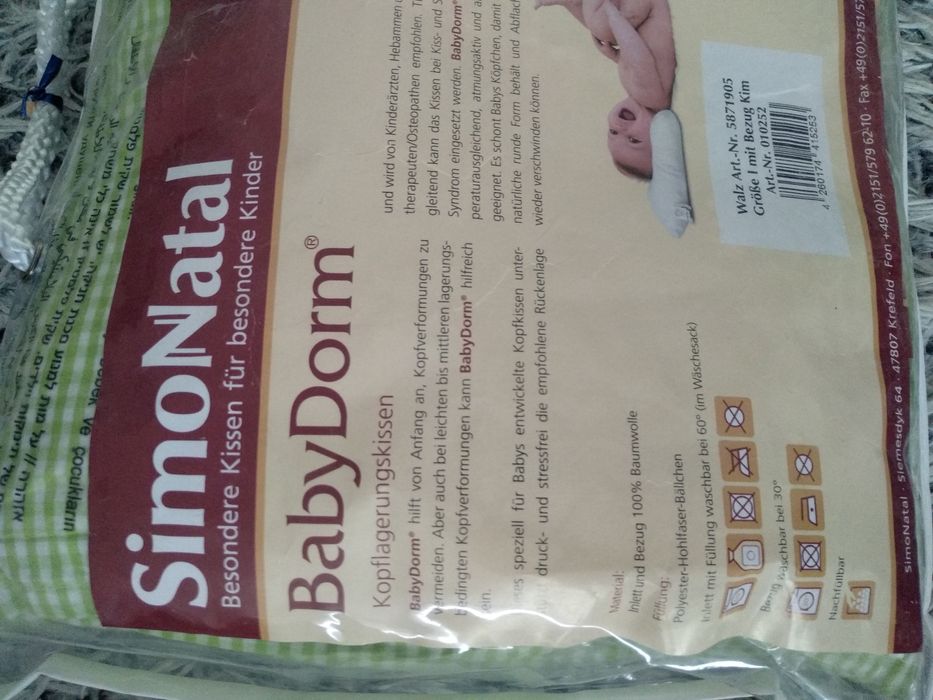 SimoNatal
Besondere Kissen für besondere Kinder
BabyDorm®
Kopflagerungskissen
BabyDorm® hilft von Anfang an, Kopfverformungen zu
vermeiden. Aber auch bei leichten bis mittleren lagerungs-
bedingten Kopfverformungen kann BabyDorm® hilfreich
sein.
speziell für Babys entwickelte Kopfkissen unter-
druck- und stressfrei die empfohlene Rückenlage
und wird von Kinderärzten, Hebammen
therapeuten/Osteopathen empfohlen.
gleitend kann das Kissen bei Kiss- und
Syndrom eingesetzt werden. BabyDorm®
peraturausgleichend, atmungsaktiv und
geeignet. Es schont Babys Köpfchen, damit
natürliche runde Form behält und
wieder verschwinden können.
Material:
Inlett und Bezug 100% Baumwolle
Füllung:
Polyester-Hohlfaser-Bällchen
Inlett mit Füllung waschbar bei 60° (im Wäschesack)
Bezug waschbar bei 30°
Nachfüllbar
Walz Art.-Nr. 5871905
Größe I mit Bezug Kim
Art.-Nr. 010252
4 260174 415253
SimoNatal · Siemesdyk 64 · 47807 Krefeld · Fon +49(0)2151/579 62-10 · Fax +49(0)2151/57